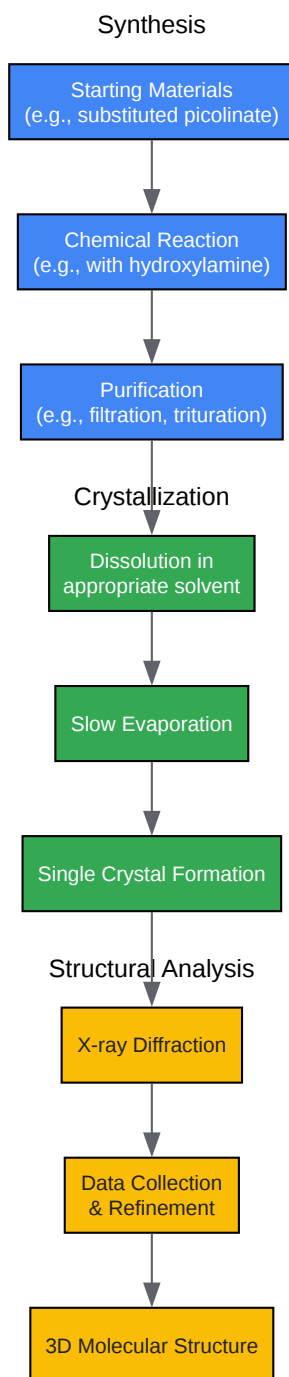 Synthesis
Starting Materials
(e.g., substituted picolinate)
Chemical Reaction
(e.g., with hydroxylamine)
Purification
(e.g., filtration, trituration)
Crystallization
Dissolution in
appropriate solvent
Slow Evaporation
Single Crystal Formation
Structural Analysis
X-ray Diffraction
Data Collection
& Refinement
3D Molecular Structure